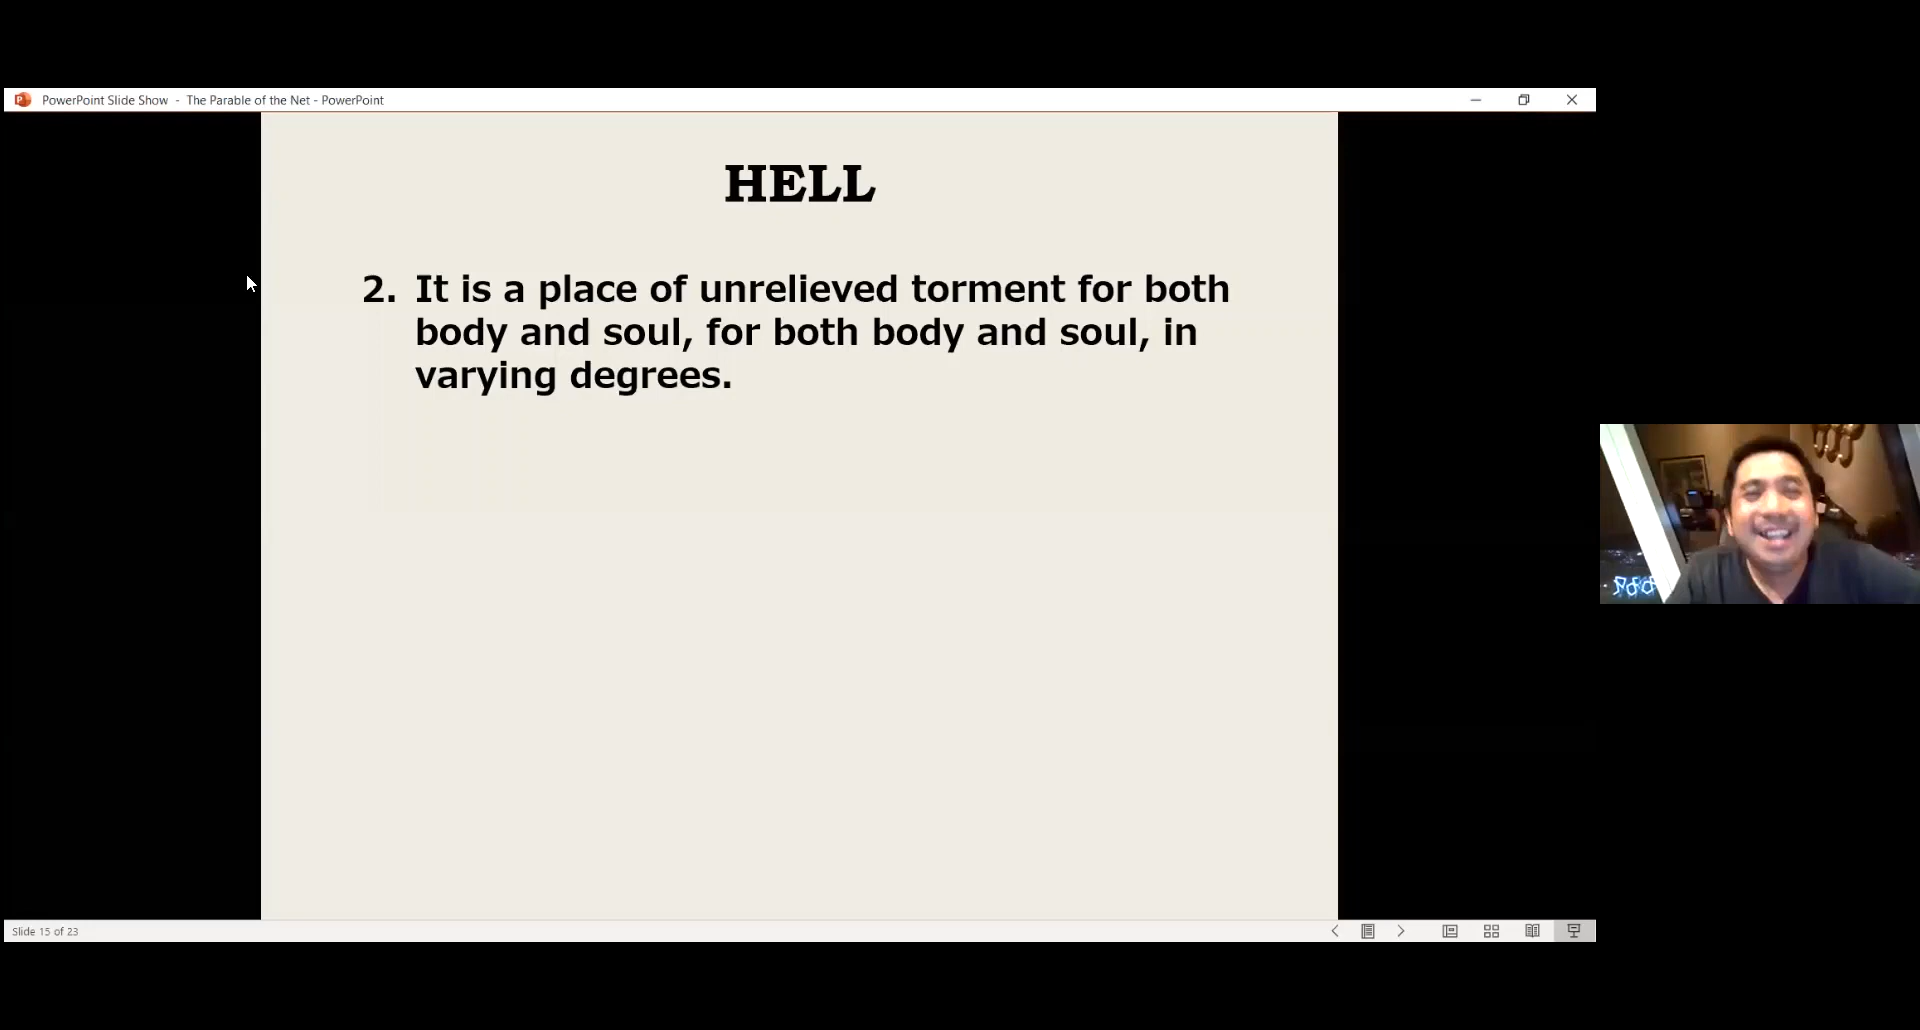 PowerPoint Slide Show - The Parable of the Net - PowerPoint
HELL
2. It is a place of unrelieved torment for both
body and soul, for both body and soul, in
varying degrees.
Slide 15 of 23